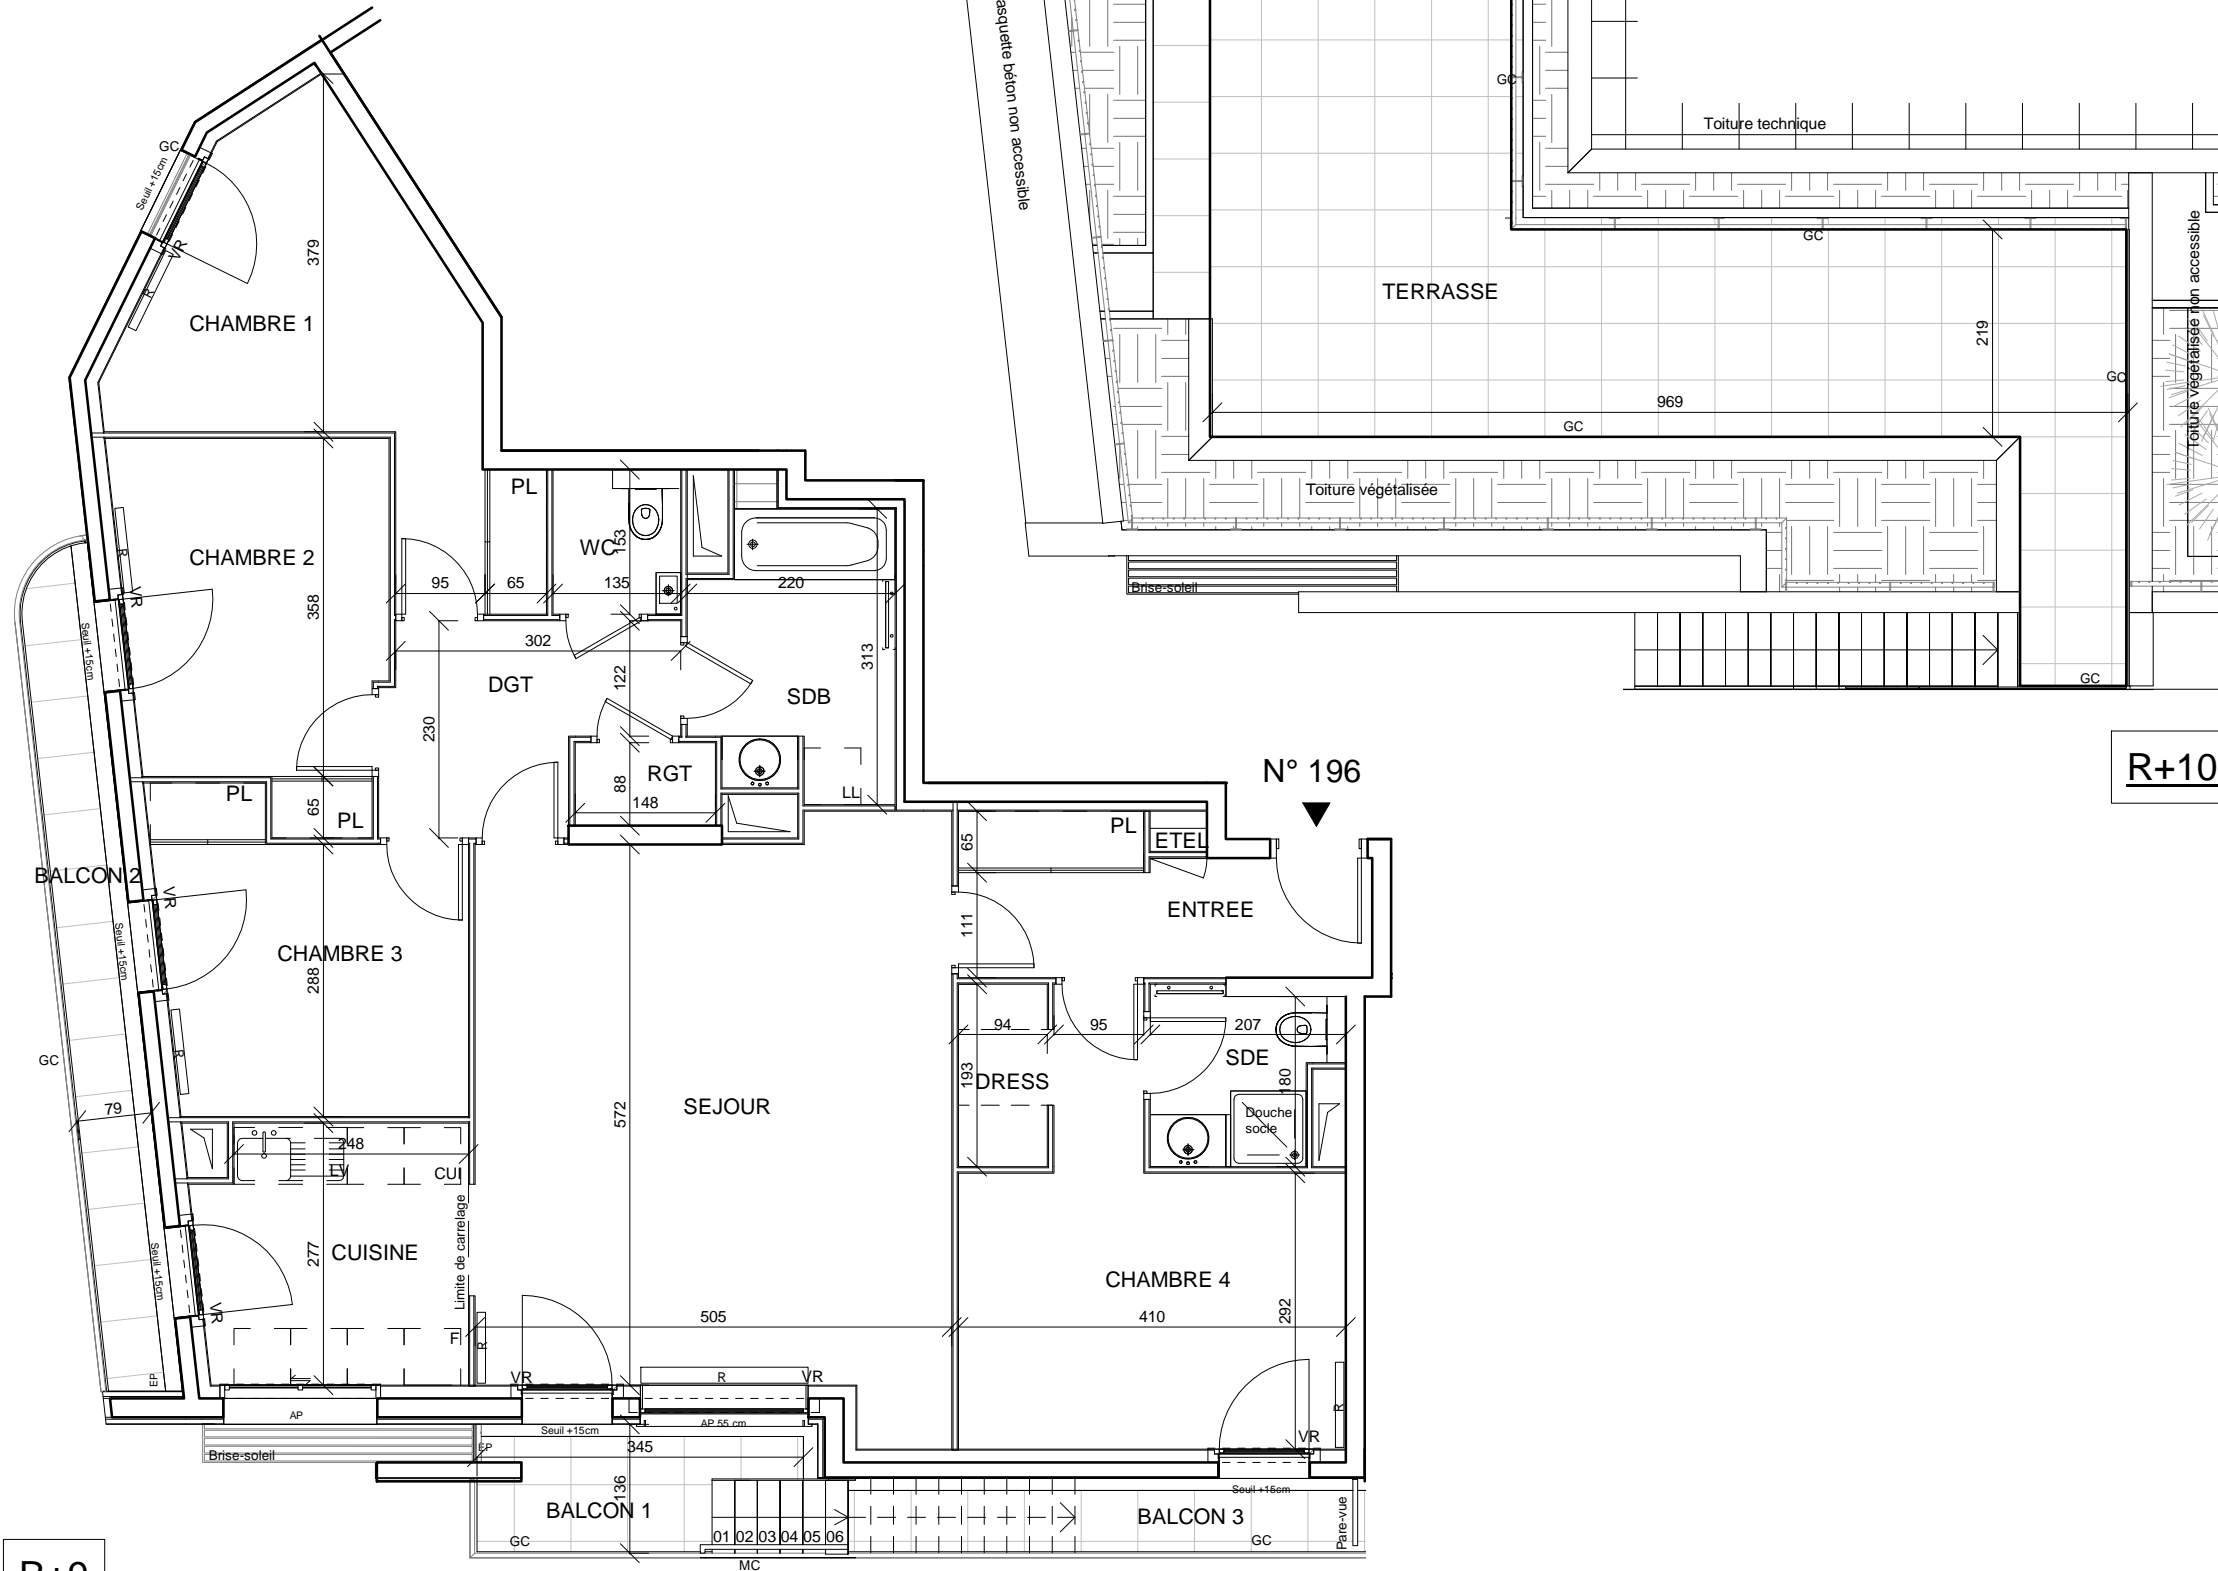 asquette béton non accessible
GC
Toiture technique
GC
TERRASSE
219
Toiture végétalisée non accessible
GC
969
GC
Toiture végétalisée
Brise-soleil
GC
R+10
GC
Seuil +15cm
VR
R
379
CHAMBRE 1
CHAMBRE 2
358
R
VR
Seuil +15cm
PL
WC
153
95
65
135
220
302
122
313
DGT
SDB
230
RGT
88
148
LL
PL
65
PL
N° 196
PL
ETEL
65
ENTREE
111
BALCON 2
VR
Seuil +15cm
CHAMBRE 3
288
R
GC
79
94
95
207
SDE
193
DRESS
180
Douche
socle
SEJOUR
572
248
LV
CUI
Limite de carrelage
277
CUISINE
Seuil +15cm
VR
F
R
EP
CHAMBRE 4
292
505
410
R
VR
R
VR
VR
AP
Seuil +15cm
AP 55 cm
Brise-soleil
EP
345
136
BALCON 1
01 02 03 04 05 06
GC
MC
Seuil +15cm
BALCON 3
GC
Pare-vue